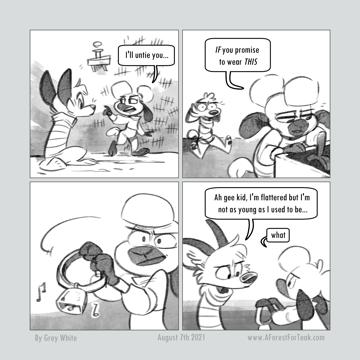 I'll untie you...
IF you promise
to wear THIS
Ah gee kid, I'm flattered but I'm
not as young as I used to be...
what
By Grey White
August 7th 2021
www.AForestForTeak.com